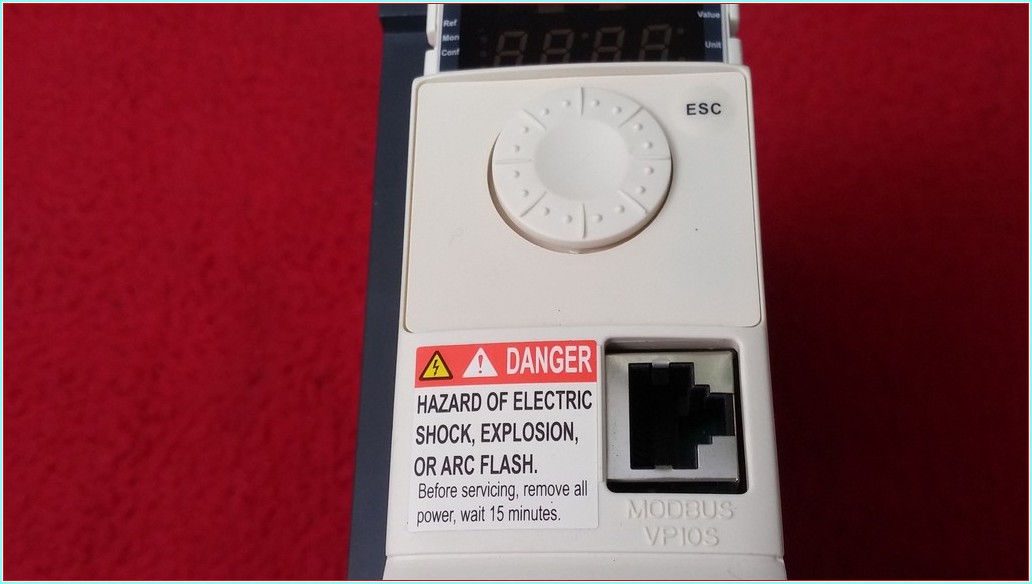 Ref
Value
Mon
Conf
Unit
ESC
DANGER
HAZARD OF ELECTRIC
SHOCK, EXPLOSION,
OR ARC FLASH.
Before servicing, remove all
power, wait 15 minutes.
MODBUS
VP10S